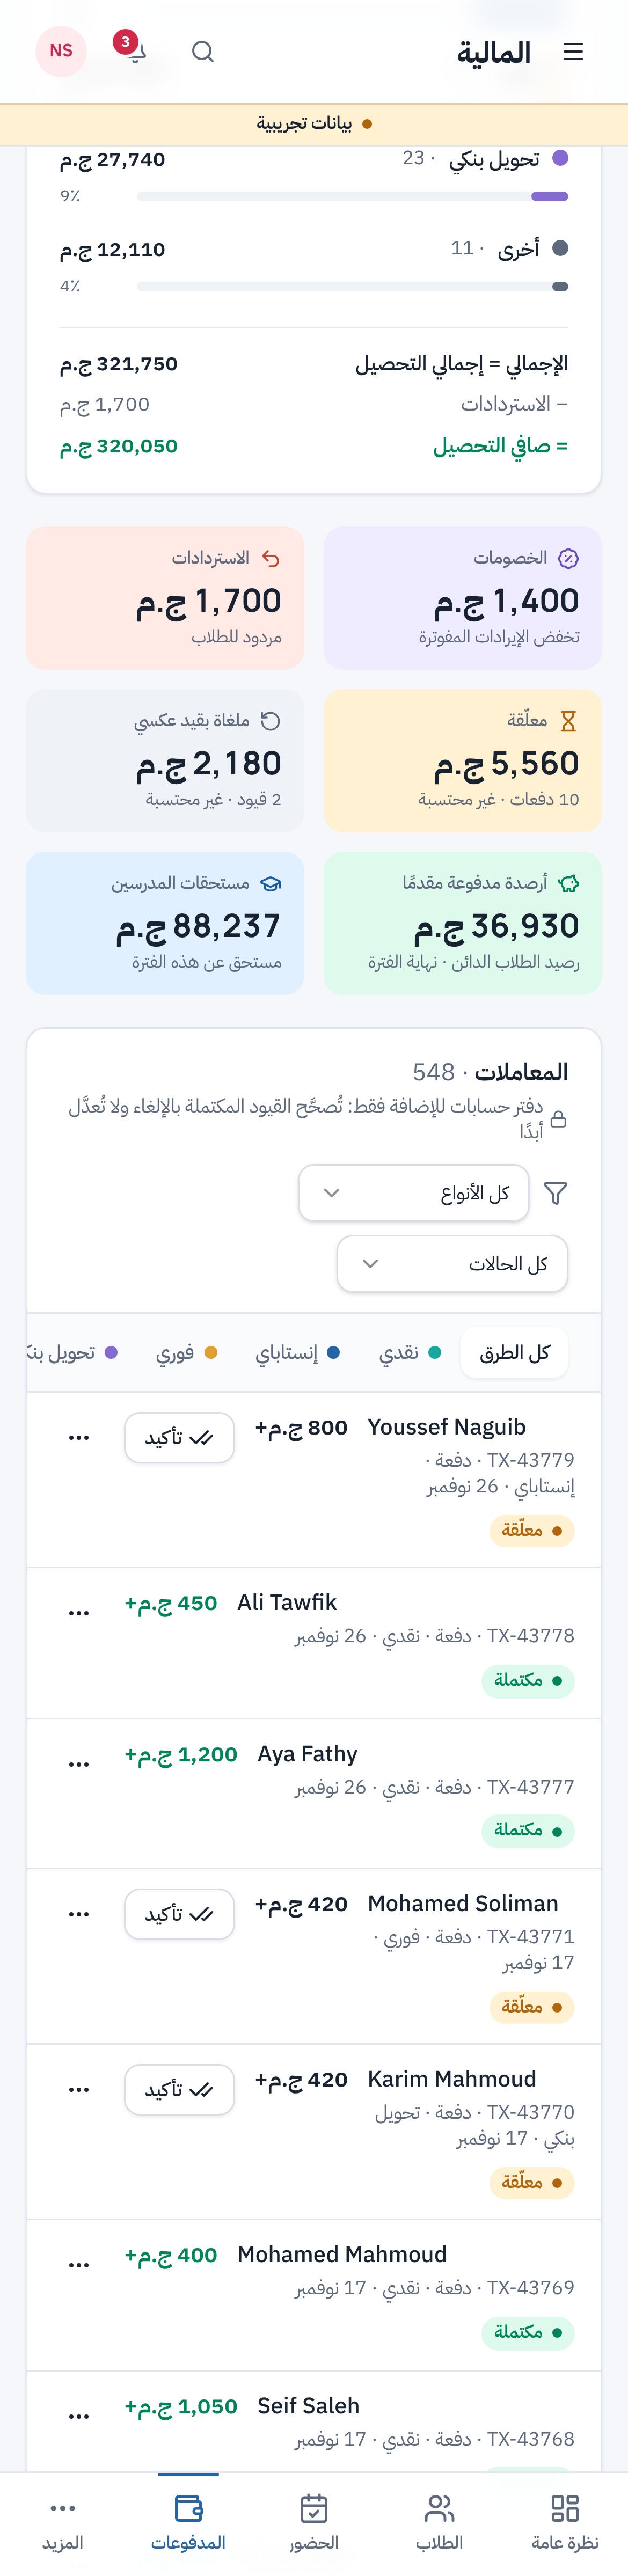 المالية
3
NS
بيانات تجريبية
تحويل بنكي · 23 27,740 ج.م
9٪
أخرى · 11 12,110 ج.م
4٪
الإجمالي = إجمالي التحصيل 321,750 ج.م
− الاستردادات 1,700 ج.م
= صافي التحصيل 320,050 ج.م
الخصومات
1,400 ج.م
تخفض الإيرادات المفوترة
الاستردادات
1,700 ج.م
مردود للطلاب
معلّقة
5,560 ج.م
10 دفعات · غير محتسبة
ملغاة بقيد عكسي
2,180 ج.م
2 قيود · غير محتسبة
أرصدة مدفوعة مقدمًا
36,930 ج.م
رصيد الطلاب الدائن · نهاية الفترة
مستحقات المدرسين
88,237 ج.م
مستحق عن هذه الفترة
المعاملات · 548
دفتر حسابات للإضافة فقط: تُصحَّح القيود المكتملة بالإلغاء ولا تُعدَّل
أبدًا
كل الأنواع
كل الحالات
كل الطرق نقدي إنستاباي فوري تحويل بنك
Youssef Naguib +800 ج.م تأكيد ...
TX-43779 · دفعة ·
إنستاباي · 26 نوفمبر
معلّقة
Ali Tawfik +450 ج.م ...
TX-43778 · دفعة · نقدي · 26 نوفمبر
مكتملة
Aya Fathy +1,200 ج.م ...
TX-43777 · دفعة · نقدي · 26 نوفمبر
مكتملة
Mohamed Soliman +420 ج.م تأكيد ...
TX-43771 · دفعة · فوري ·
17 نوفمبر
معلّقة
Karim Mahmoud +420 ج.م تأكيد ...
TX-43770 · دفعة · تحويل
بنكي · 17 نوفمبر
معلّقة
Mohamed Mahmoud +400 ج.م ...
TX-43769 · دفعة · نقدي · 17 نوفمبر
مكتملة
Seif Saleh +1,050 ج.م ...
TX-43768 · دفعة · نقدي · 17 نوفمبر
نظرة عامة الطلاب الحضور المدفوعات المزيد